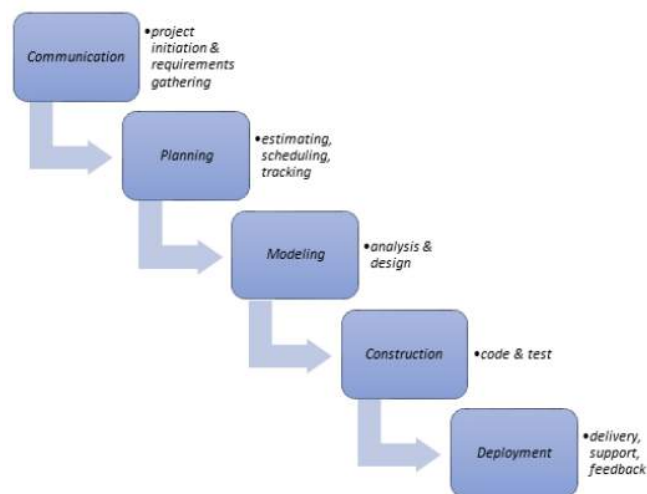 Communication
•project
initiation &
requirements
gathering
Planning
•estimating,
scheduling,
tracking
Modeling
•analysis &
design
Construction
•code & test
Deployment
•delivery,
support,
feedback